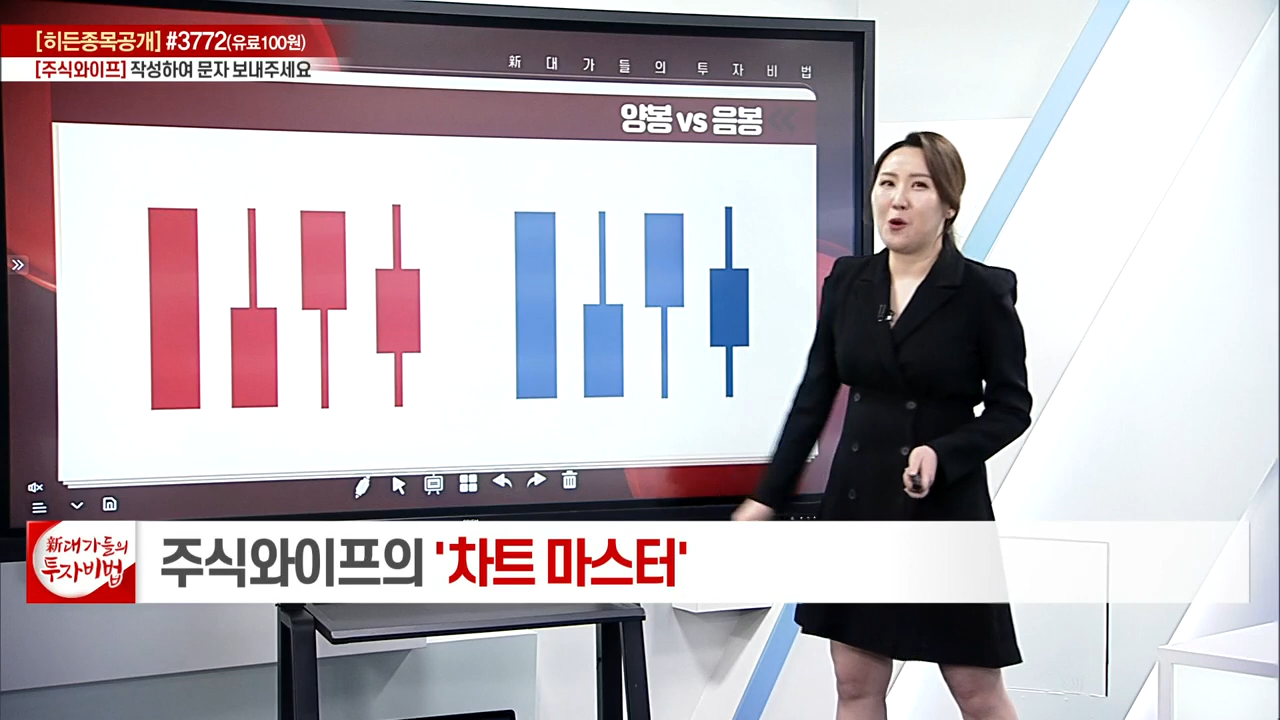 [히든종목공개] #3772(유료100원)
[주식와이프] 작성하여 문자 보내주세요
新대가들의 투자비법
양봉 vs 음봉
新대가들의
투자비법
주식와이프의 '차트 마스터'